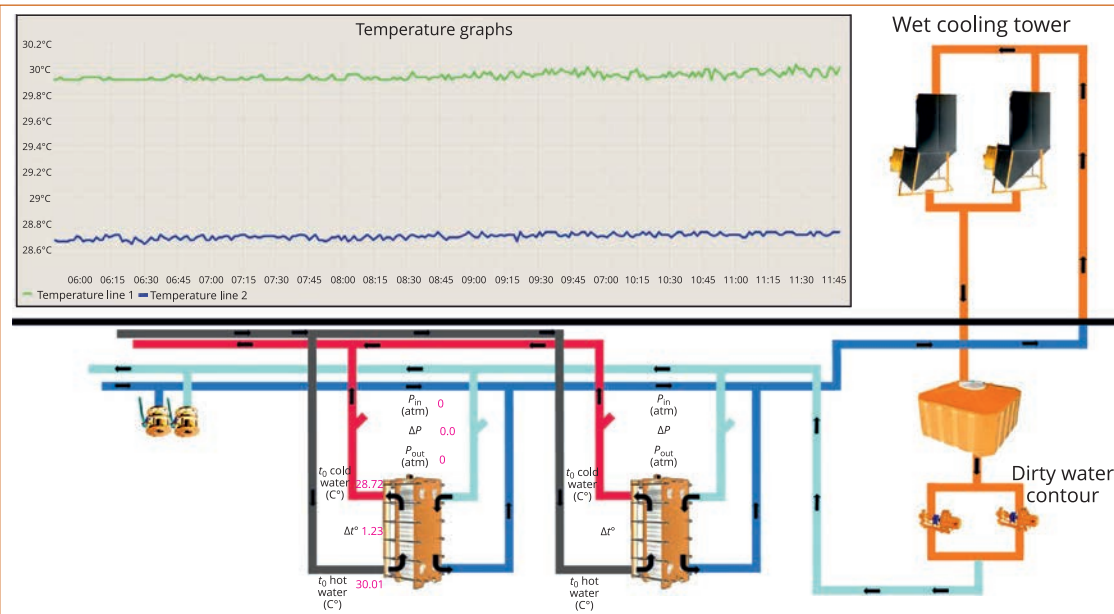 Temperature graphs
Wet cooling tower
30.2°C
30°C
29.8°C
29.6°C
29.4°C
29.2°C
29°C
28.8°C
28.6°C
06:00 06:15 06:30 06:45 07:00 07:15 07:30 07:45 08:00 08:15 08:30 08:45 09:00 09:15 09:30 09:45 07:00 10:15 10:30 10:45 11:00 11:15 11:30 11:45
Temperature line 1 Temperature line 2
Pin
(atm)
0
ΔP
0.0
Pout
(atm)
0
t0 cold
water
(C°)
28.72
Δt° 1.23
t0 hot
water
(C°)
30.01
Pin
(atm)
ΔP
Pout
(atm)
t0 cold
water
(C°)
Δt°
t0 hot
water
(C°)
Dirty water
contour